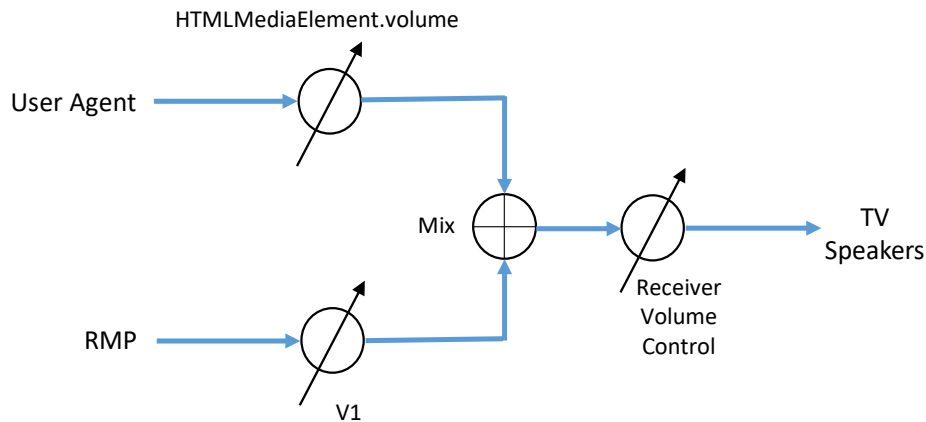 HTMLMediaElement.volume
User Agent
Mix
TV
Speakers
Receiver
Volume
Control
RMP
V1